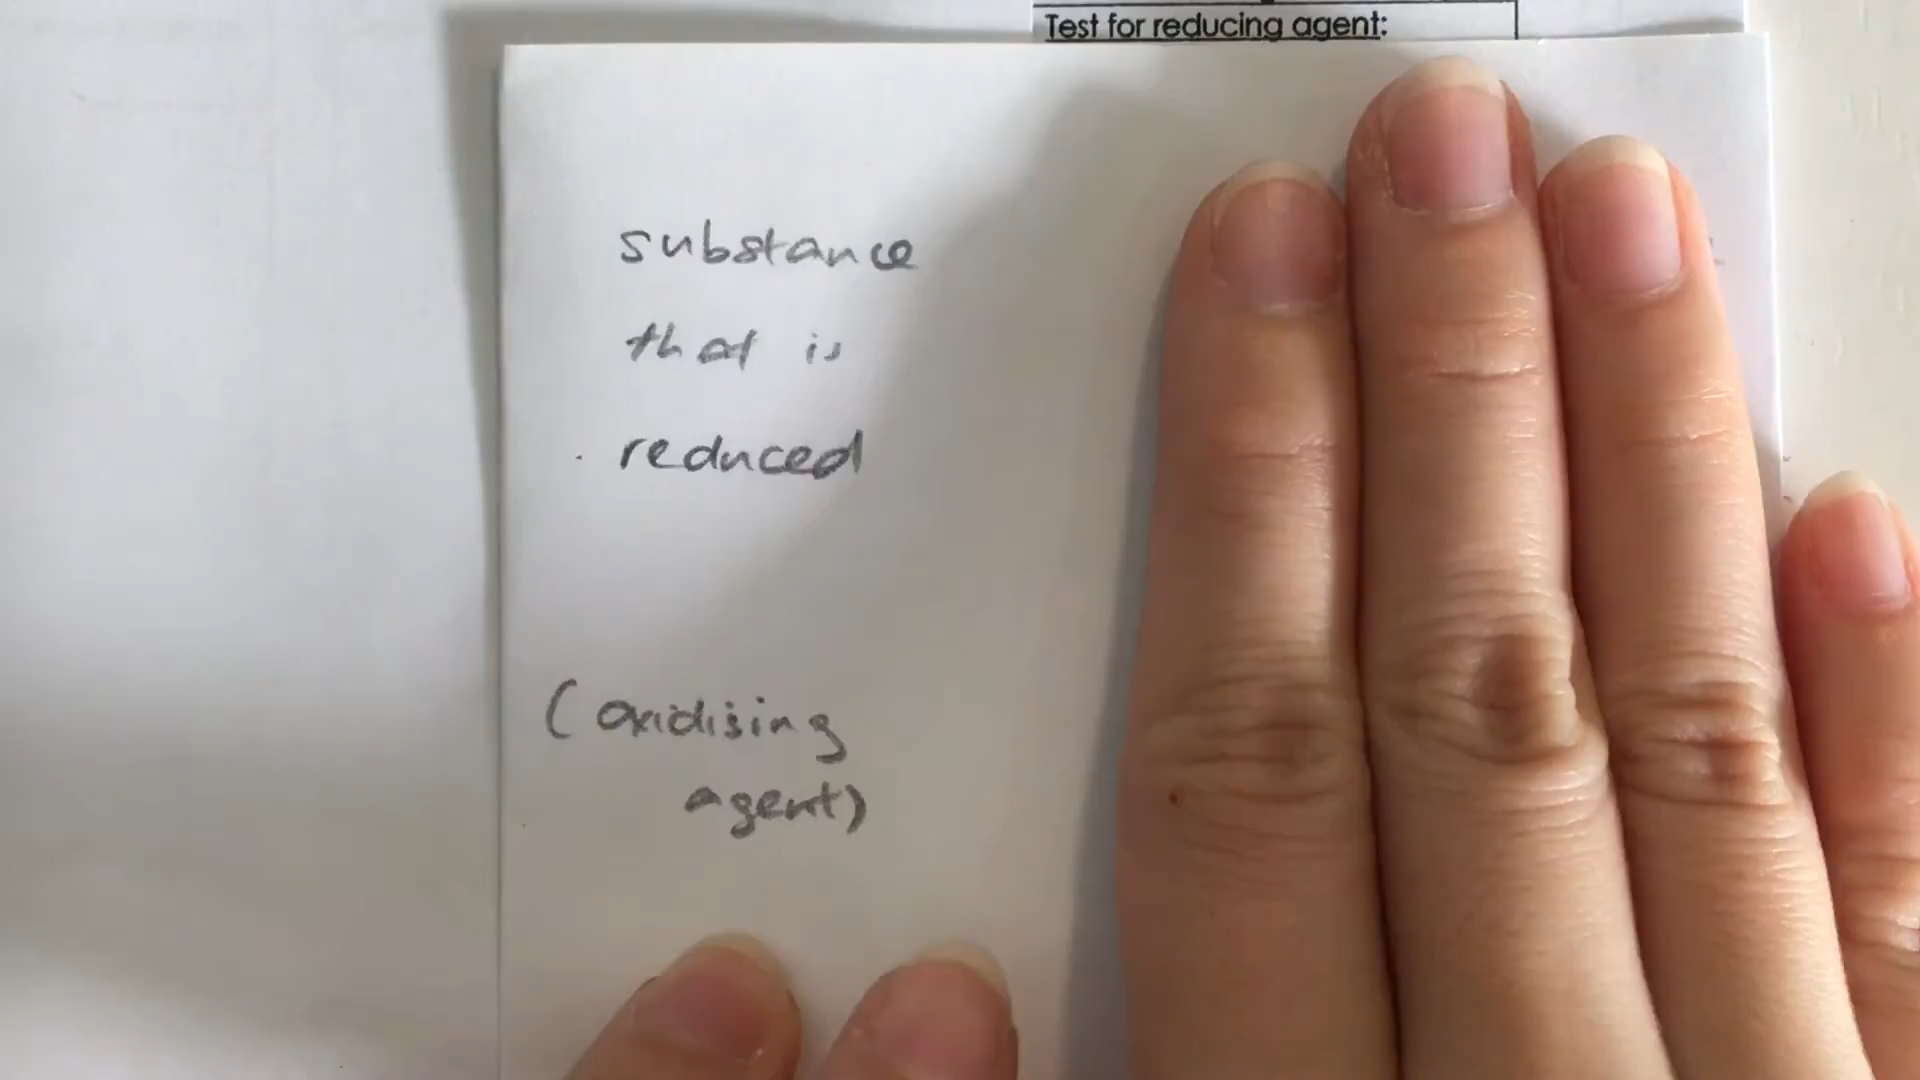 Test for reducing agent:
substance
that is
reduced
(oxidising
agent)